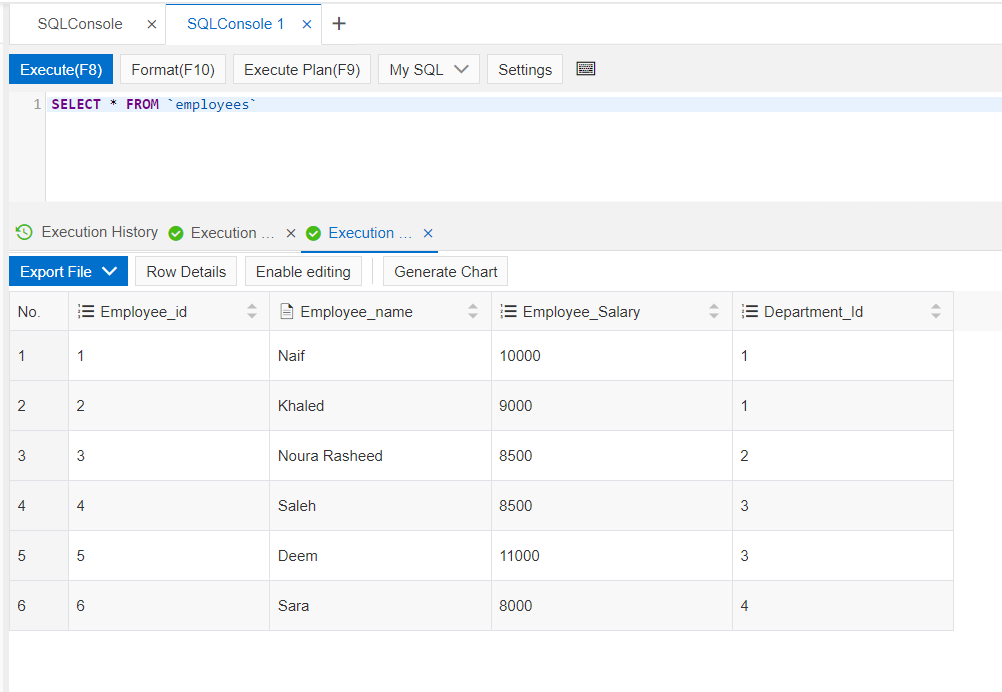 SQLConsole × SQLConsole 1 × +
Execute(F8) Format(F10) Execute Plan(F9) My SQL Settings
1 SELECT * FROM `employees`
Execution History Execution ... × Execution ... ×
Export File Row Details Enable editing Generate Chart
No. Employee_id Employee_name Employee_Salary Department_Id
1 1 Naif 10000 1
2 2 Khaled 9000 1
3 3 Noura Rasheed 8500 2
4 4 Saleh 8500 3
5 5 Deem 11000 3
6 6 Sara 8000 4